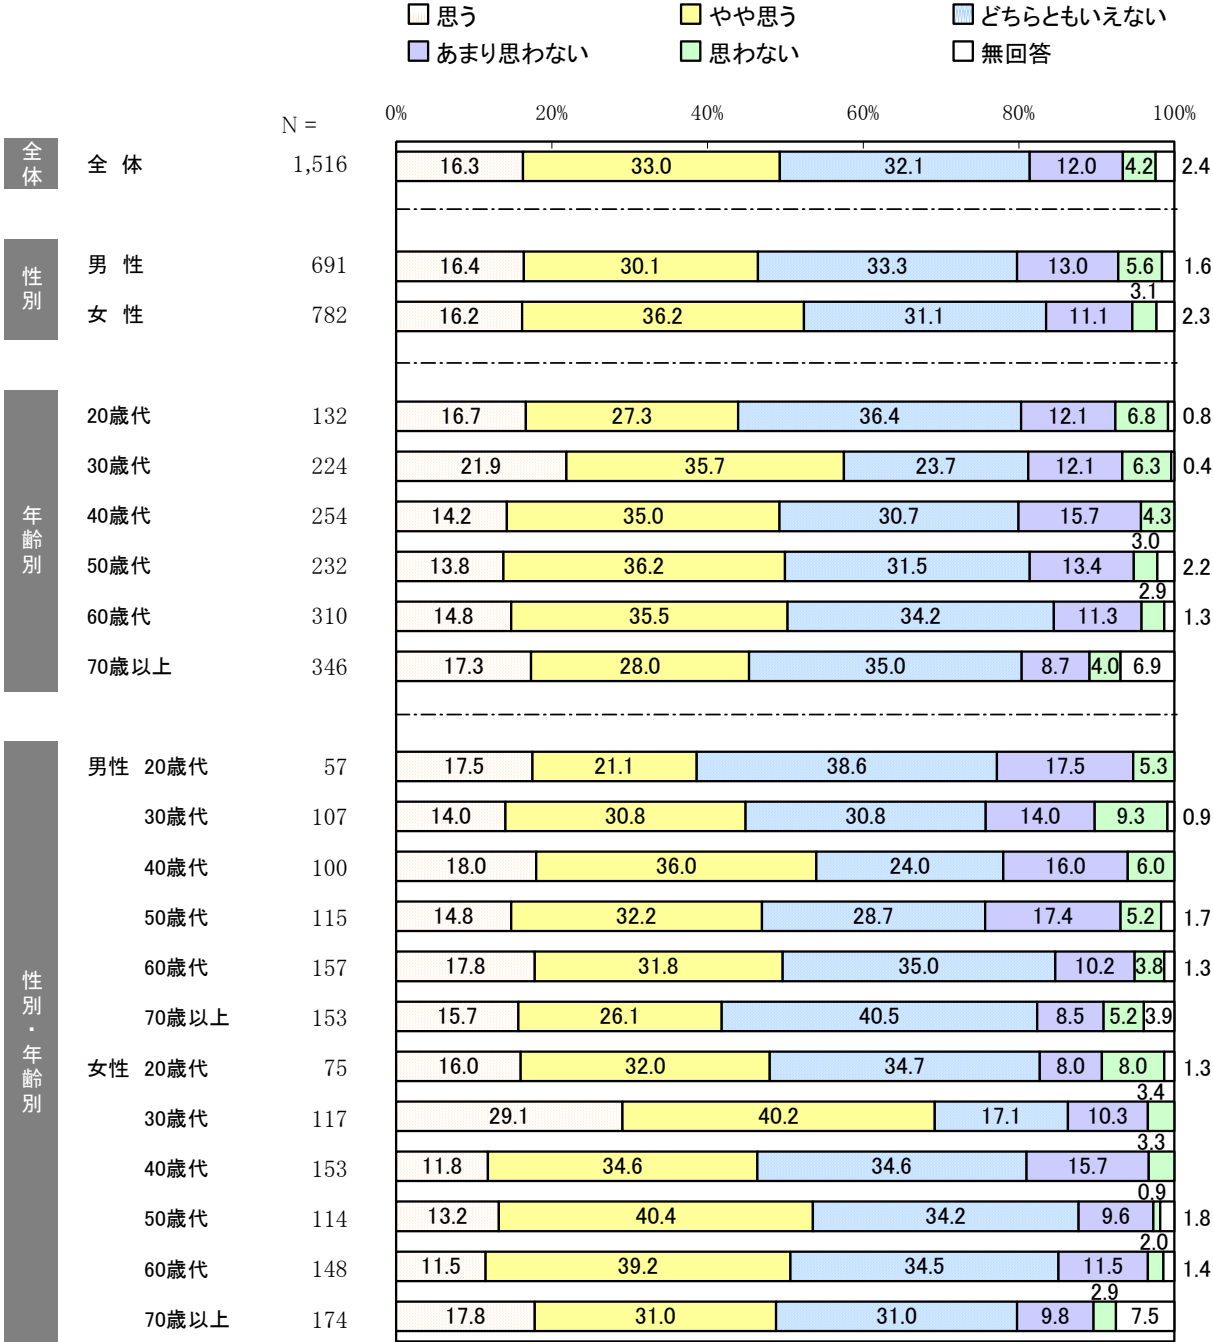 思う やや思う どちらともいえない
あまり思わない 思わない 無回答
0% 20% 40% 60% 80% 100%
N =
全体
全 体 1,516 16.3 33.0 32.1 12.0 4.2 2.4
性別
男 性 691 16.4 30.1 33.3 13.0 5.6 1.6
3.1
女 性 782 16.2 36.2 31.1 11.1 2.3
年齢別
20歳代 132 16.7 27.3 36.4 12.1 6.8 0.8
30歳代 224 21.9 35.7 23.7 12.1 6.3 0.4
40歳代 254 14.2 35.0 30.7 15.7 4.3
3.0
50歳代 232 13.8 36.2 31.5 13.4 2.2
2.9
60歳代 310 14.8 35.5 34.2 11.3 1.3
70歳以上 346 17.3 28.0 35.0 8.7 4.0 6.9
性別・年齢別
男性 20歳代 57 17.5 21.1 38.6 17.5 5.3
30歳代 107 14.0 30.8 30.8 14.0 9.3 0.9
40歳代 100 18.0 36.0 24.0 16.0 6.0
50歳代 115 14.8 32.2 28.7 17.4 5.2 1.7
60歳代 157 17.8 31.8 35.0 10.2 3.8 1.3
70歳以上 153 15.7 26.1 40.5 8.5 5.2 3.9
女性 20歳代 75 16.0 32.0 34.7 8.0 8.0 1.3
3.4
30歳代 117 29.1 40.2 17.1 10.3
3.3
40歳代 153 11.8 34.6 34.6 15.7
0.9
50歳代 114 13.2 40.4 34.2 9.6 1.8
2.0
60歳代 148 11.5 39.2 34.5 11.5 1.4
2.9
70歳以上 174 17.8 31.0 31.0 9.8 7.5